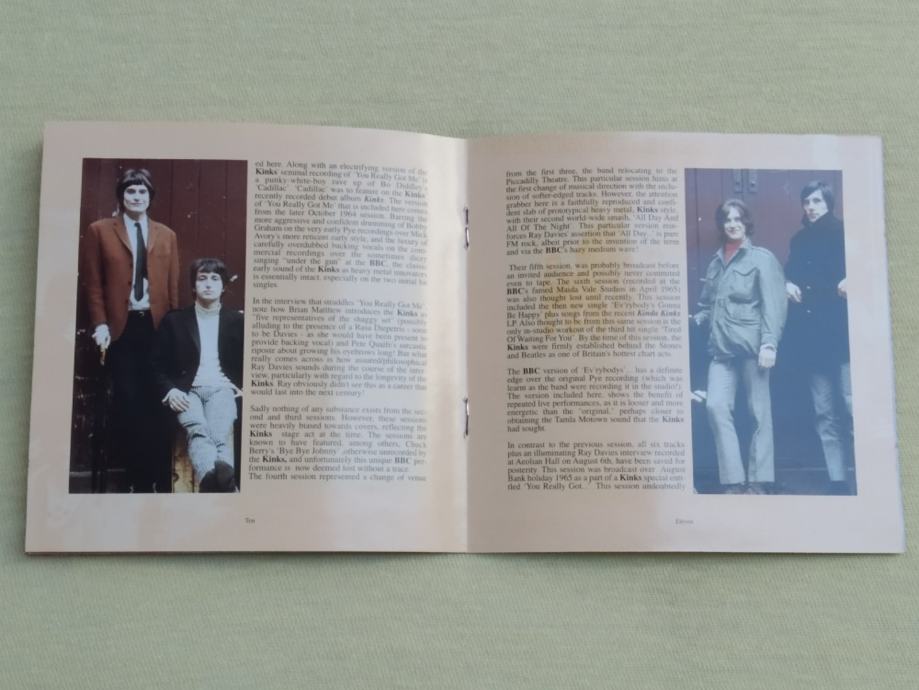 ed here. Along with an electrifying version of the
Kinks' seminal recording of 'You Really Got Me' is
a punky-white-boy rave up of Bo Diddley's
'Cadillac'. 'Cadillac' was to feature on the Kinks'
recently recorded debut album Kinks. The version
of 'You Really Got Me' that is included here comes
from the later October 1964 session. Barring the
more aggressive and confident drumming of Bobby
Graham on the very early Pye recordings over Mick
Avory's more reticent early style, and the luxury of
carefully overdubbed backing vocals on the com-
mercial recordings over the sometimes dicey
singing "under the gun" at the BBC, the classic
early sound of the Kinks as heavy metal innovators
is essentially intact, especially on the two initial hit
singles.
In the interview that straddles 'You Really Got Me',
note how Brian Matthew introduces the Kinks as
"five representatives of the shaggy set" (possibly
alluding to the presence of a Rasa Diepetris - soon
to be Davies - as she would have been present to
provide backing vocal) and Pete Quaife's sarcastic
riposte about growing his eyebrows long! But what
really comes across is how assured/philosophical
Ray Davies sounds during the course of the inter-
view, particularly with regard to the longevity of the
Kinks. Ray obviously didn't see this as a career that
would last into the next century!
Sadly nothing of any substance exists from the sec-
ond and third sessions. However, these sessions
were heavily biased towards covers, reflecting the
Kinks stage act at the time. The sessions are
known to have featured, among others, Chuck
Berry's 'Bye Bye Johnny', otherwise unrecorded by
the Kinks, and unfortunately this unique BBC per-
formance is now deemed lost without a trace.
The fourth session represented a change of venue
Ten
from the first three, the band relocating to the
Piccadilly Theatre. This particular session hints at
the first change of musical direction with the inclu-
sion of softer-edged tracks. However, the attention
grabber here is a faithfully reproduced and confi-
dent slab of prototypical heavy metal, Kinks style,
with their second world-wide smash, 'All Day And
All Of The Night'. This particular version rein-
forces Ray Davies' assertion that 'All Day...' is pure
FM rock, albeit prior to the invention of the term
and via the BBC's hazy medium wave!
Their fifth session, was probably broadcast before
an invited audience and possibly never committed
even to tape. The sixth session (recorded at the
BBC's famed Maida Vale Studios in April 1965)
was also thought lost until recently. This session
included the then new single 'Ev'rybody's Gonna
Be Happy' plus songs from the recent Kinda Kinks
LP. Also thought to be from this same session is the
only in-studio workout of the third hit single 'Tired
Of Waiting For You'. By the time of this session, the
Kinks were firmly established behind the Stones
and Beatles as one of Britain's hottest chart acts.
The BBC version of 'Ev'rybodys'... has a definite
edge over the original Pye recording (which was
learnt as the band were recording it in the studio!).
The version included here, shows the benefit of
repeated live performances, as it is looser and more
energetic than the "original," perhaps closer to
obtaining the Tamla Motown sound that the Kinks
had sought.
In contrast to the previous session, all six tracks
plus an illuminating Ray Davies interview recorded
at Aeolian Hall on August 6th, have been saved for
posterity. This session was broadcast over August
Bank holiday 1965 as a part of a Kinks special enti-
tled 'You Really Got...' This session undoubtedly
Eleven